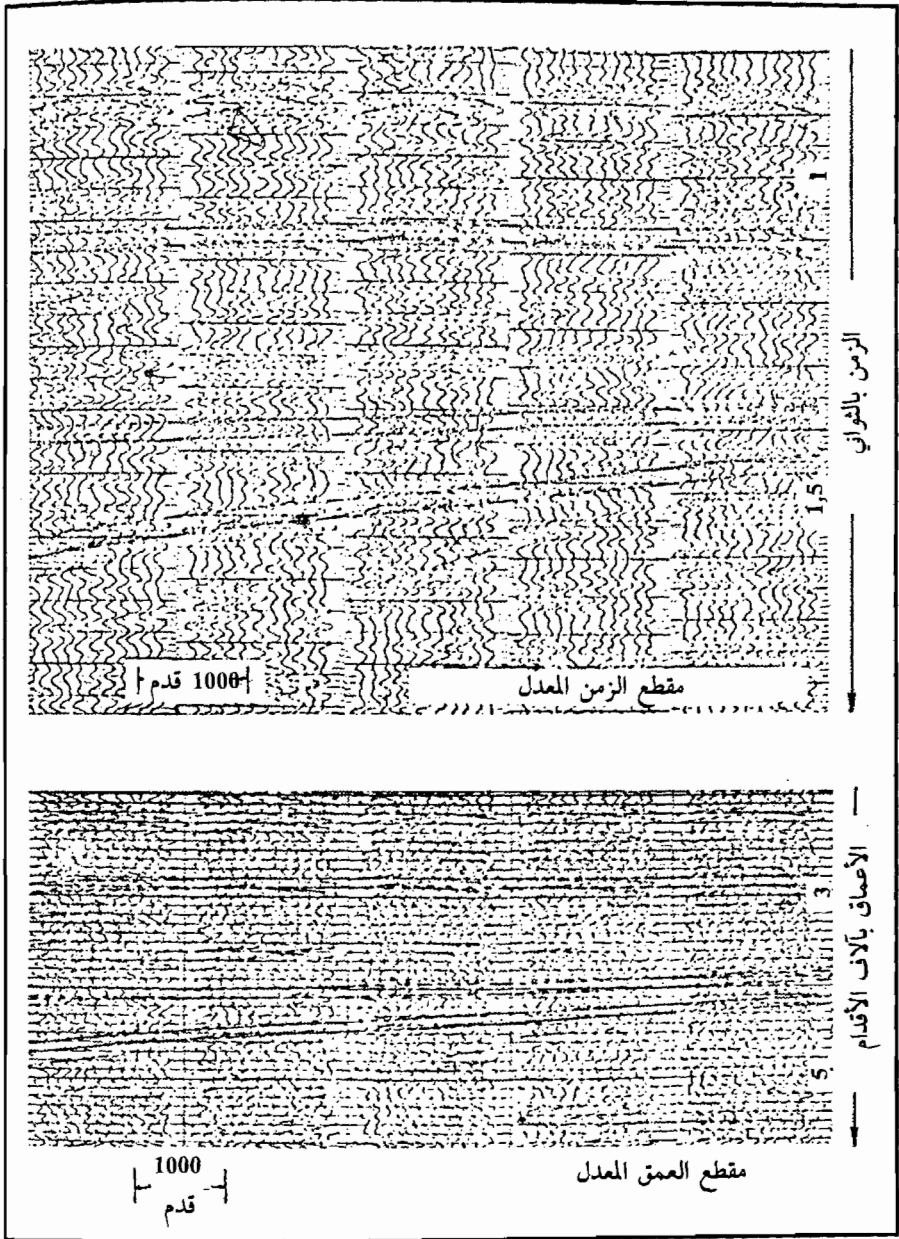 1
الزمن بالثواني
1,5
1000 قدم
مقطع الزمن المعدل
3
الأعماق بآلاف الأقدام
5
1000
قدم
مقطع العمق المعدل